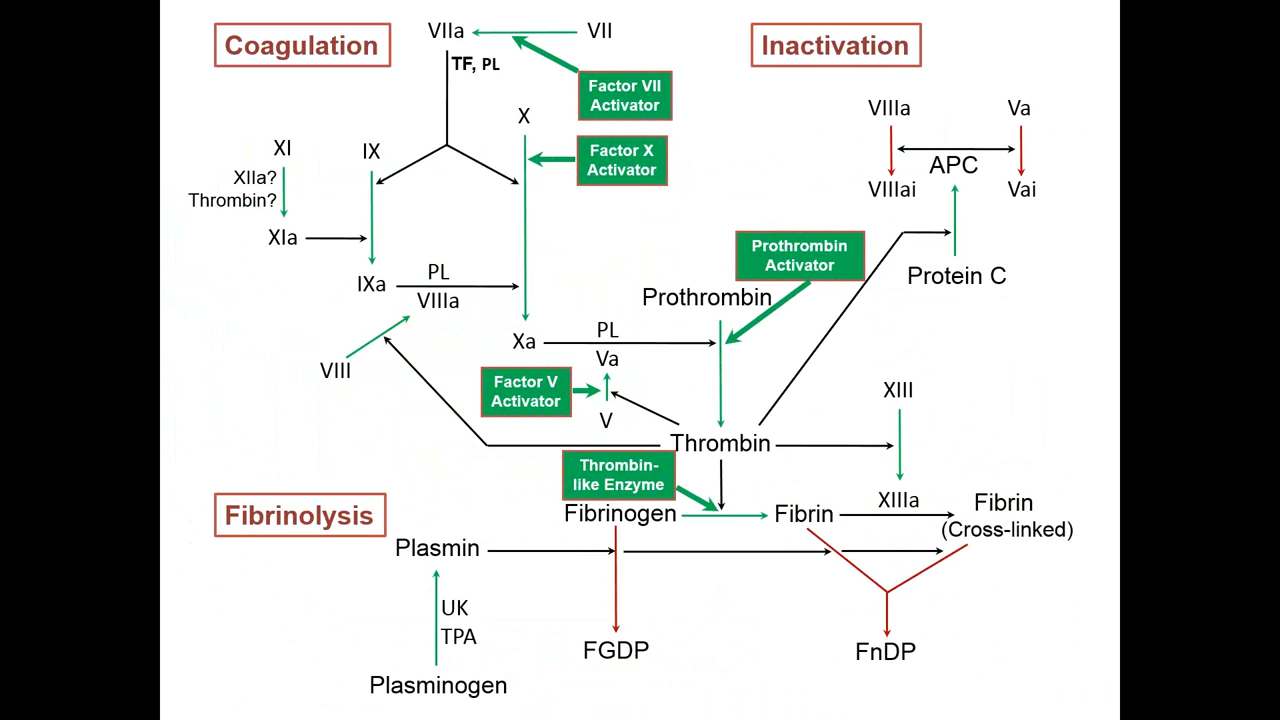 Coagulation
VIIa
VII
Inactivation
TF, PL
Factor VII
Activator
X
VIIIa
Va
XI
IX
Factor X
Activator
APC
XIIa?
Thrombin?
VIIIai
Vai
XIa
Prothrombin
Activator
IXa
PL
VIIIa
Protein C
Prothrombin
Xa
PL
Va
VIII
Factor V
Activator
V
XIII
Thrombin
Thrombin-
like Enzyme
Fibrinolysis
Fibrinogen
Fibrin
XIIIa
Fibrin
(Cross-linked)
Plasmin
UK
TPA
FGDP
FnDP
Plasminogen